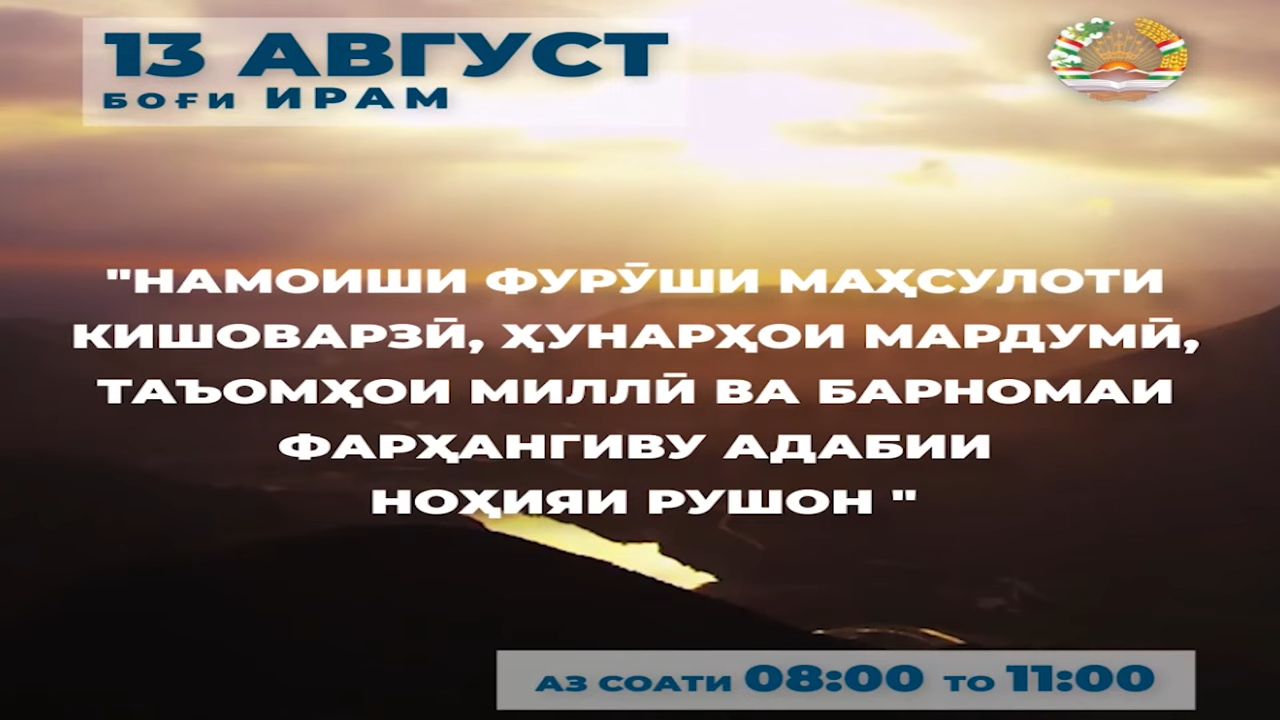 13 АВГУСТ
БОҒИ ИРАМ
"НАМОИШИ ФУРӮШИ МАҲСУЛОТИ
КИШОВАРЗӢ, ҲУНАРҲОИ МАРДУМӢ,
ТАЪОМҲОИ МИЛЛӢ ВА БАРНОМАИ
ФАРҲАНГИВУ АДАБИИ
НОҲИЯИ РУШОН "
АЗ СОАТИ 08:00 ТО 11:00